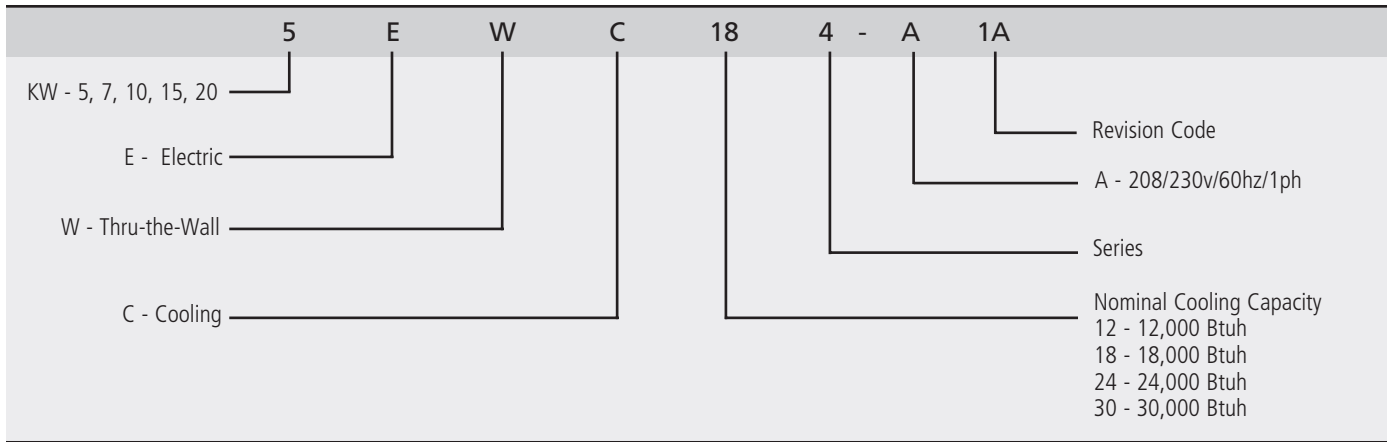 5 E W C 18 4 - A 1A
KW - 5, 7, 10, 15, 20
E - Electric
W - Thru-the-Wall
C - Cooling
Revision Code
A - 208/230v/60hz/1ph
Series
Nominal Cooling Capacity
12 - 12,000 Btuh
18 - 18,000 Btuh
24 - 24,000 Btuh
30 - 30,000 Btuh